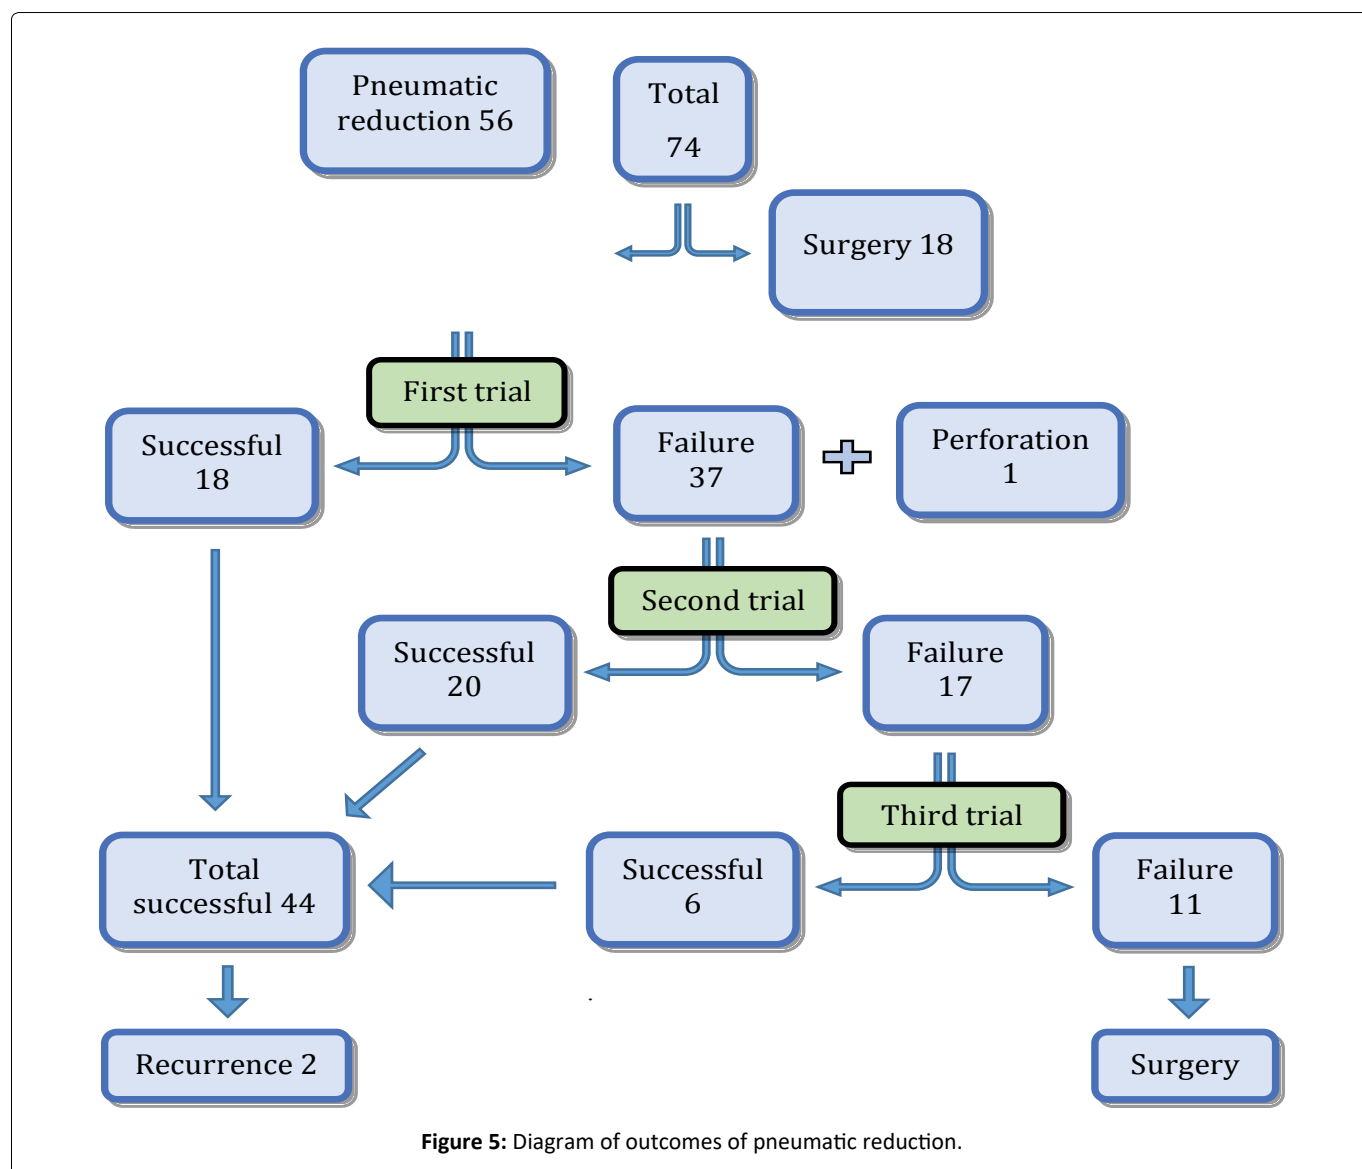 Pneumatic
reduction 56
Total
74
Surgery 18
First trial
Successful
18
Failure
37
Perforation
1
Second trial
Successful
20
Failure
17
Third trial
Total
successful 44
Successful
6
Failure
11
Recurrence 2
Surgery
Figure 5: Diagram of outcomes of pneumatic reduction.